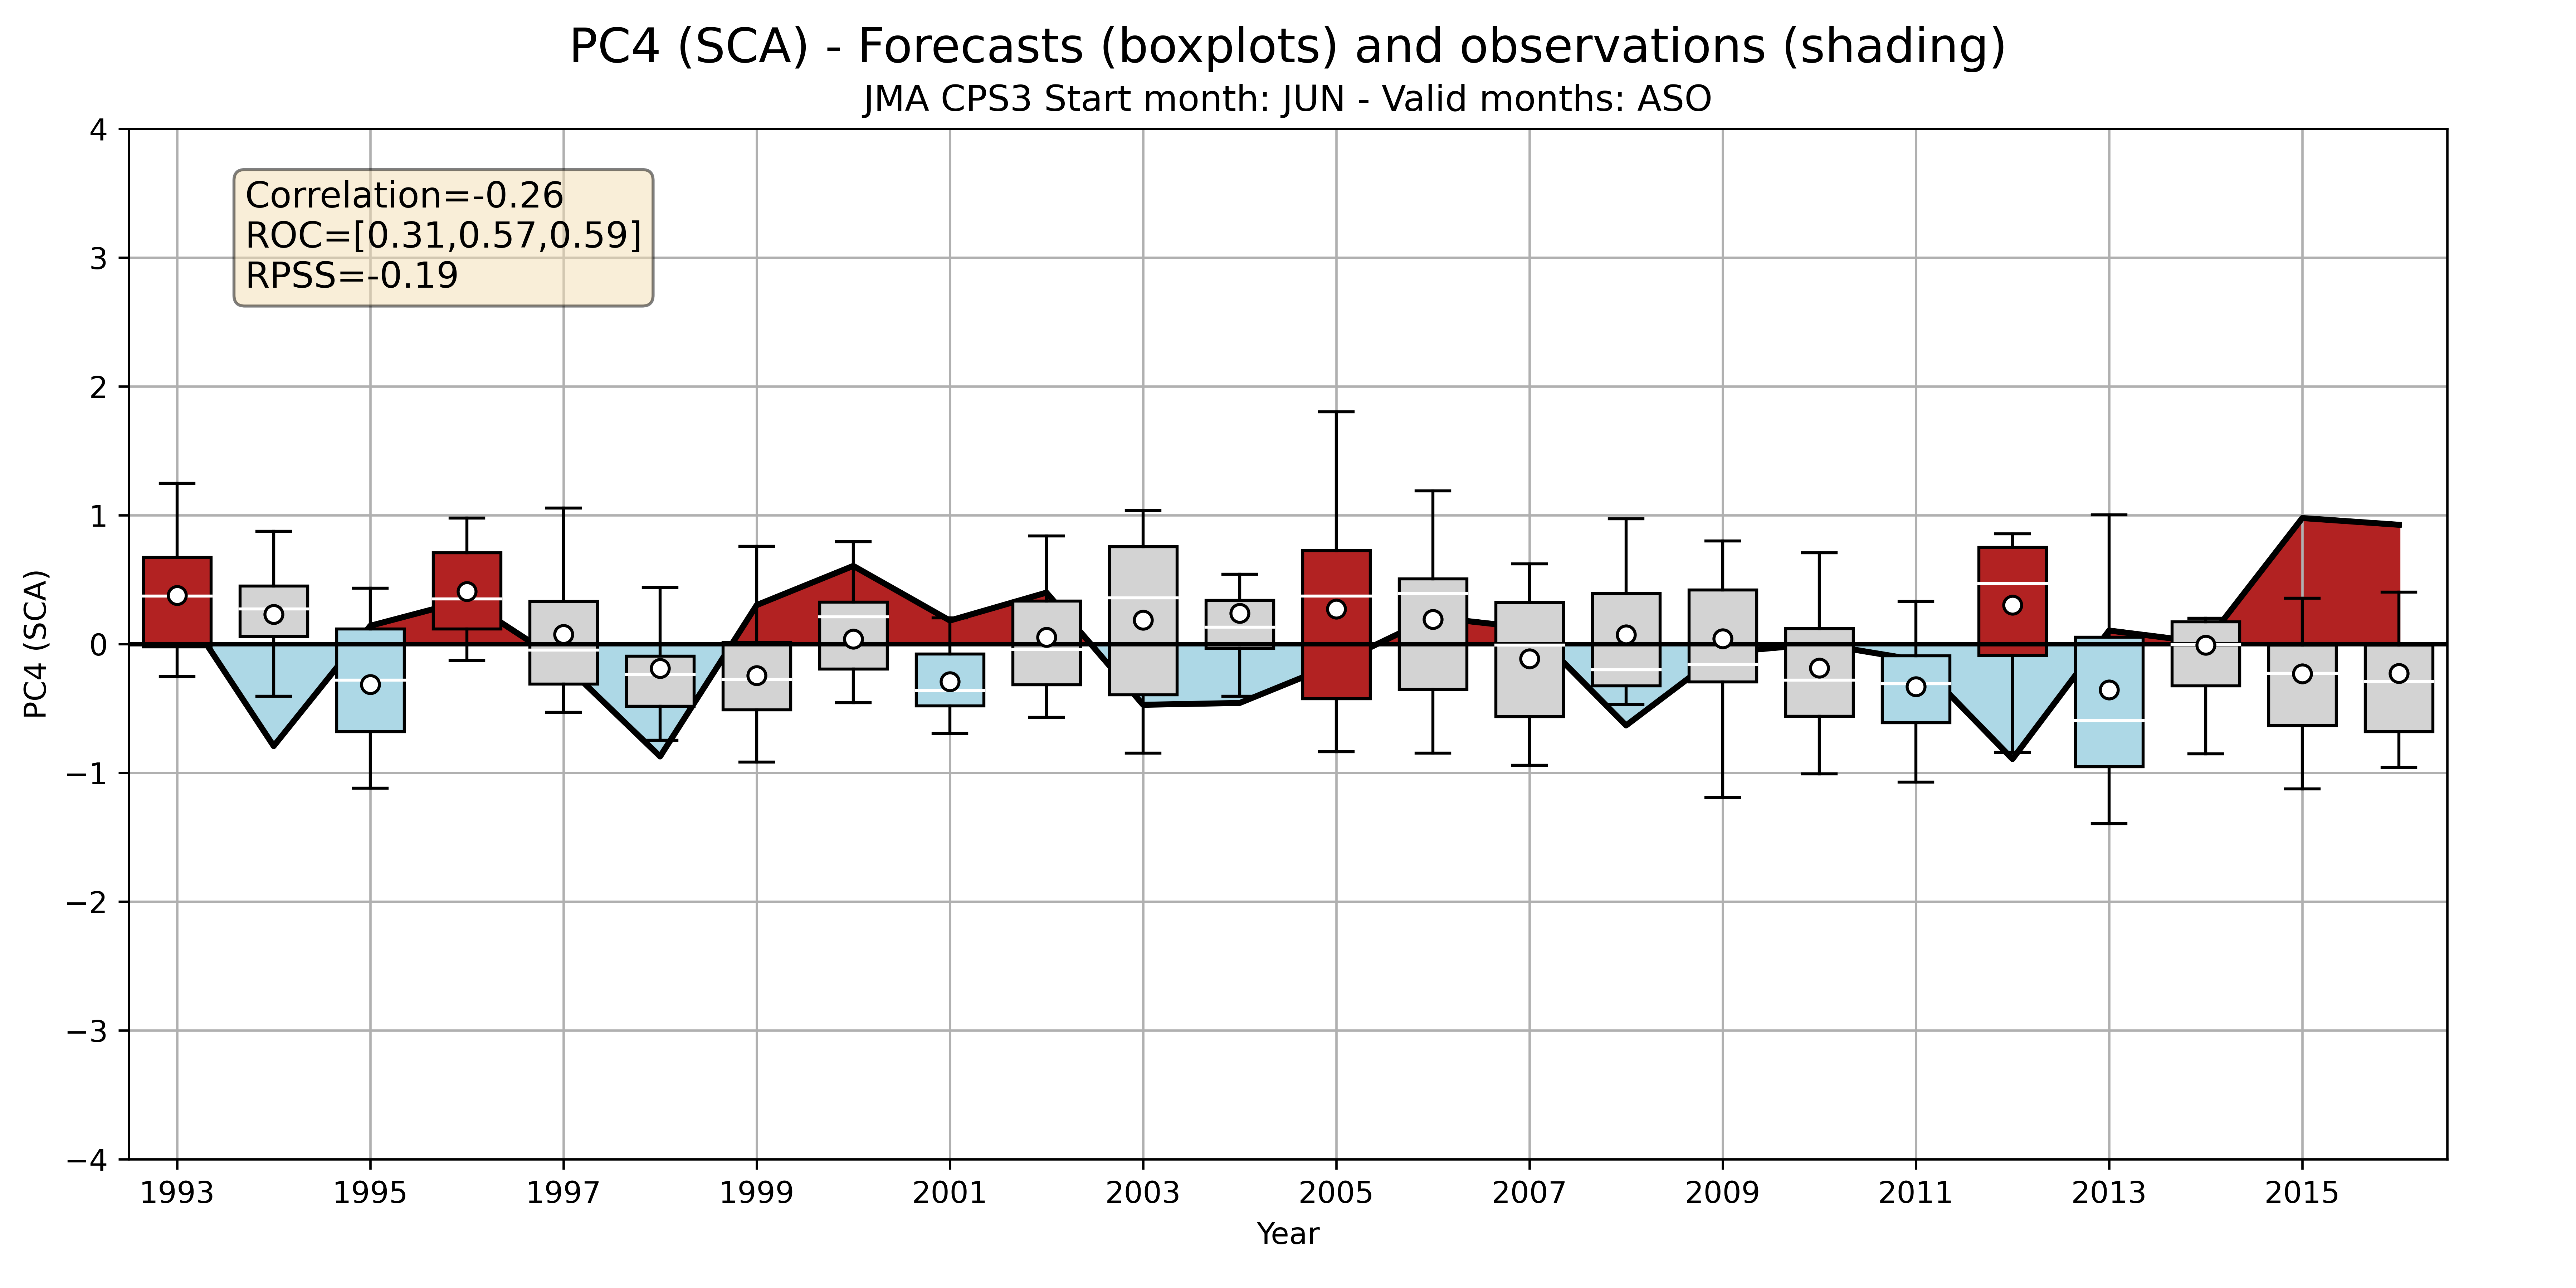 PC4 (SCA) - Forecasts (boxplots) and observations (shading)
JMA CPS3 Start month: JUN - Valid months: ASO
Correlation=-0.26
ROC=[0.31,0.57,0.59]
RPSS=-0.19
PC4 (SCA)
4
3
2
1
0
−1
−2
−3
−4
1993 1995 1997 1999 2001 2003 2005 2007 2009 2011 2013 2015
Year